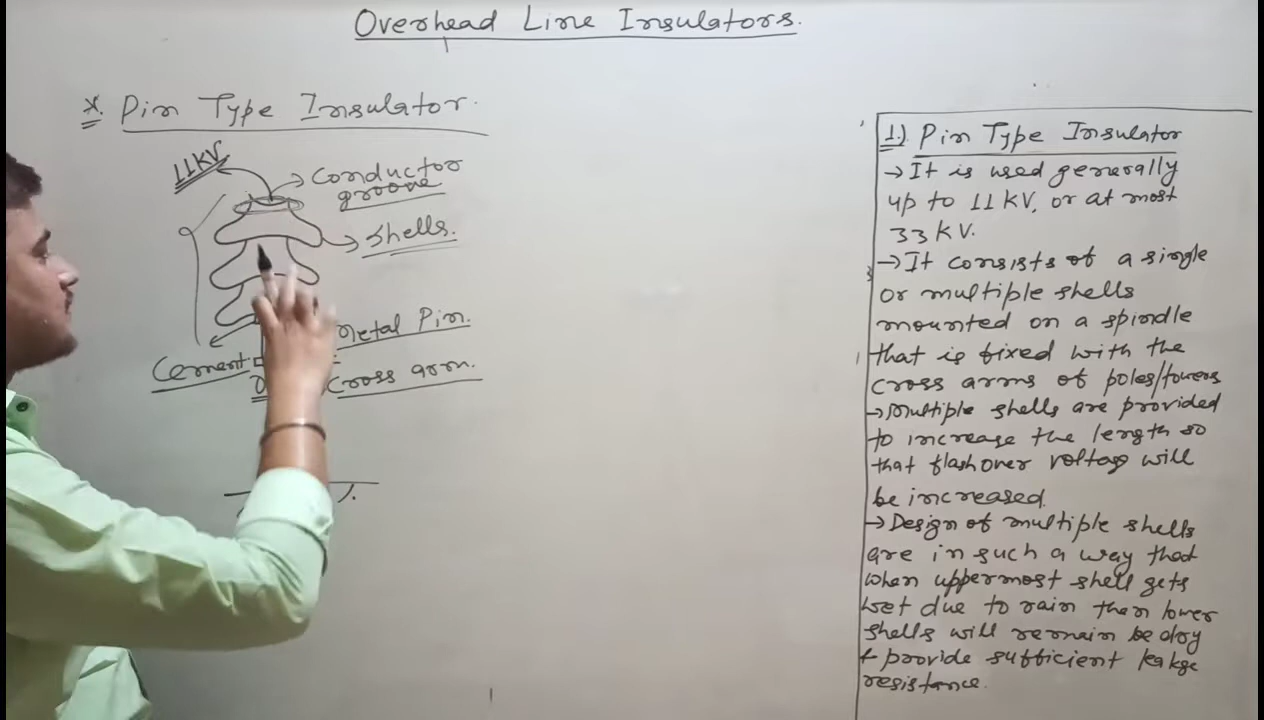 Overhead Line Insulators.
*. Pin Type Insulator.
11KV
Conductor
groove
Shells.
Metal Pin.
Cement
Cross arm.
1.) Pin Type Insulator
→ It is used generally
up to 11 KV, or at most
33 KV.
→ It consists of a single
or multiple shells
mounted on a spindle
that is fixed with the
cross arms of poles/towers
→ Multiple shells are provided
to increase the length so
that flashover voltag will
be increased.
→ Design of multiple shells
are in such a way that
when uppermost shell gets
wet due to rain then lower
shells will remain be dry
+ provide sufficient leakge
resistance.